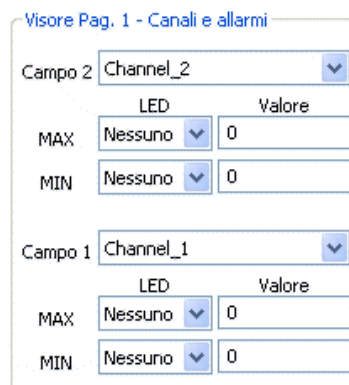 Visore Pag. 1 - Canali e allarmi
Campo 2 Channel_2
LED Valore
MAX Nessuno 0
MIN Nessuno 0
Campo 1 Channel_1
LED Valore
MAX Nessuno 0
MIN Nessuno 0